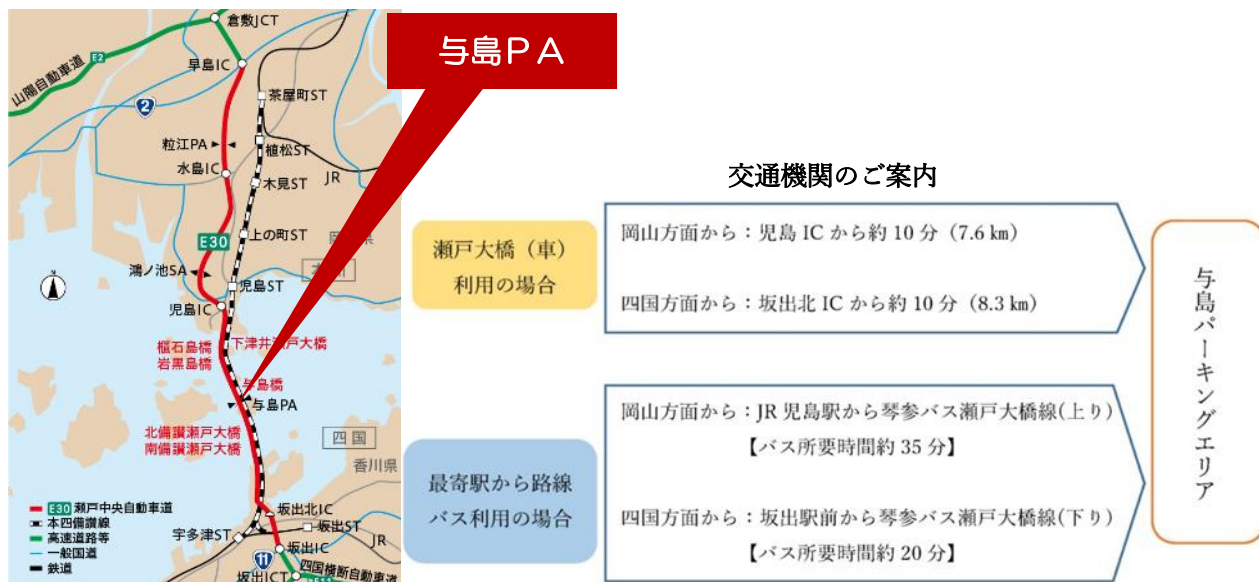 与島ＰＡ
倉敷JCT
E2
山陽自動車道
早島IC
2
茶屋町ST
粒江PA
植松ST
水島IC
JR
木見ST
E30
上の町ST
県
鴻ノ池SA
N
児島ST
児島IC
櫃石島橋
下津井瀬戸大橋
岩黒島橋
与島橋
与島PA
北備讃瀬戸大橋
南備讃瀬戸大橋
四国
香川県
E30 瀬戸中央自動車道
本四備讃線
高速道路等
一般国道
鉄道
坂出北IC
坂出ST
宇多津ST
JR
11
坂出IC
四国横断自動車道
坂出JCT
E11
交通機関のご案内
瀬戸大橋（車）
利用の場合
岡山方面から：児島 IC から約 10 分（7.6 ㎞）
四国方面から：坂出北 IC から約 10 分（8.3 ㎞）
最寄駅から路線
バス利用の場合
岡山方面から：JR 児島駅から琴参バス瀬戸大橋線(上り)
【バス所要時間約 35 分】
四国方面から：坂出駅前から琴参バス瀬戸大橋線(下り)
【バス所要時間約 20 分】
与島パーキングエリア